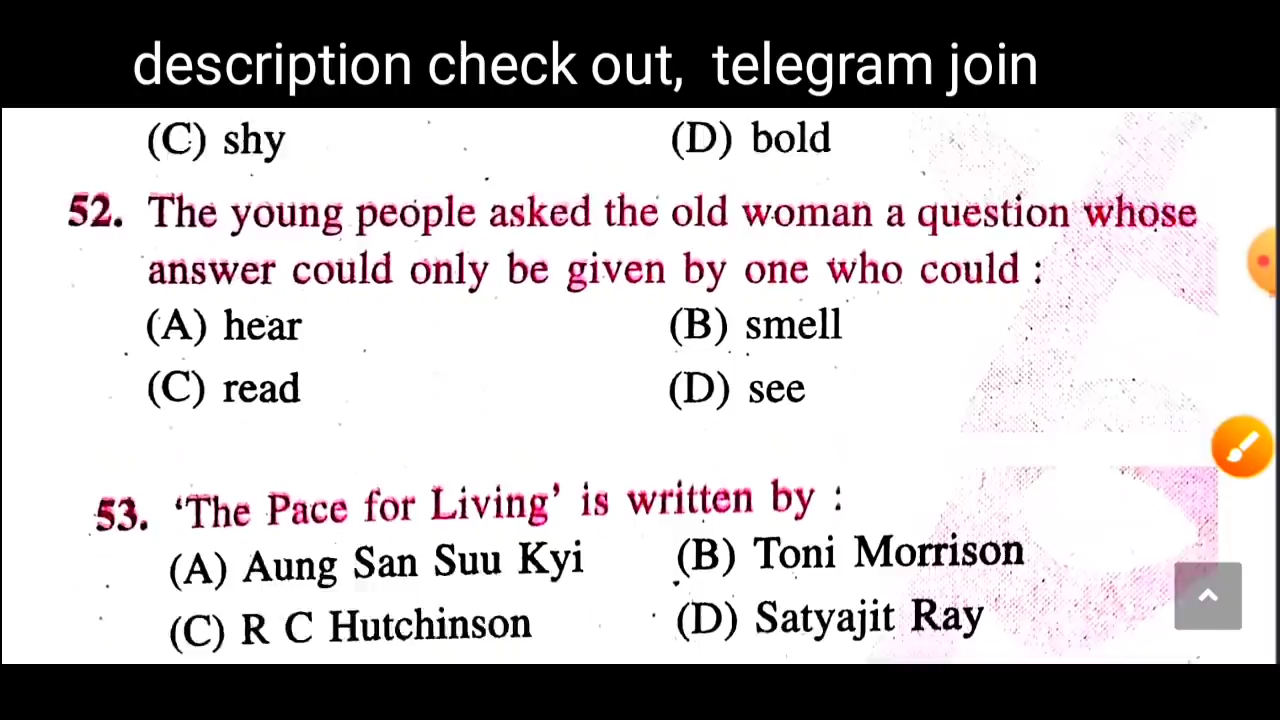 description check out, telegram join
(C) shy (D) bold
52. The young people asked the old woman a question whose
answer could only be given by one who could :
(A) hear (B) smell
(C) read (D) see
53. ‘The Pace for Living’ is written by :
(A) Aung San Suu Kyi (B) Toni Morrison
(C) R C Hutchinson (D) Satyajit Ray